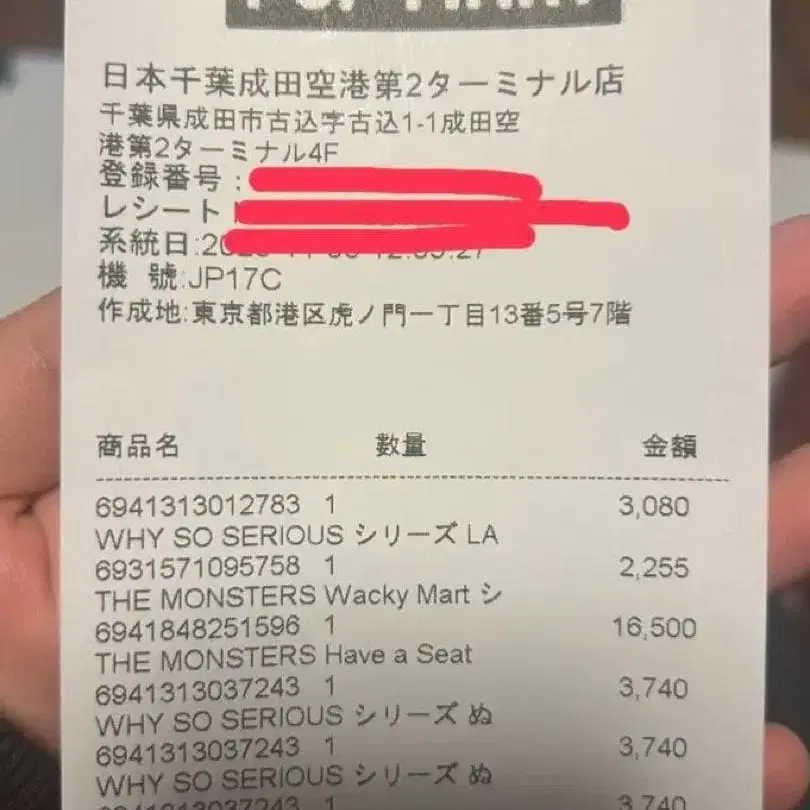 POP MART
日本千葉成田空港第2ターミナル店
千葉県成田市古込字古込1-1成田空
港第2ターミナル4F
登録番号:
レシート
系統日:20
機 號:JP17C
作成地:東京都港区虎ノ門一丁目13番5号7階
商品名 数量 金額
6941313012783 1 3,080
WHY SO SERIOUS シリーズ LA
6931571095758 1 2,255
THE MONSTERS Wacky Mart シ
6941848251596 1 16,500
THE MONSTERS Have a Seat
6941313037243 1 3,740
WHY SO SERIOUS シリーズ ぬ
6941313037243 1 3,740
WHY SO SERIOUS シリーズ ぬ
6941313037243 1 3,740